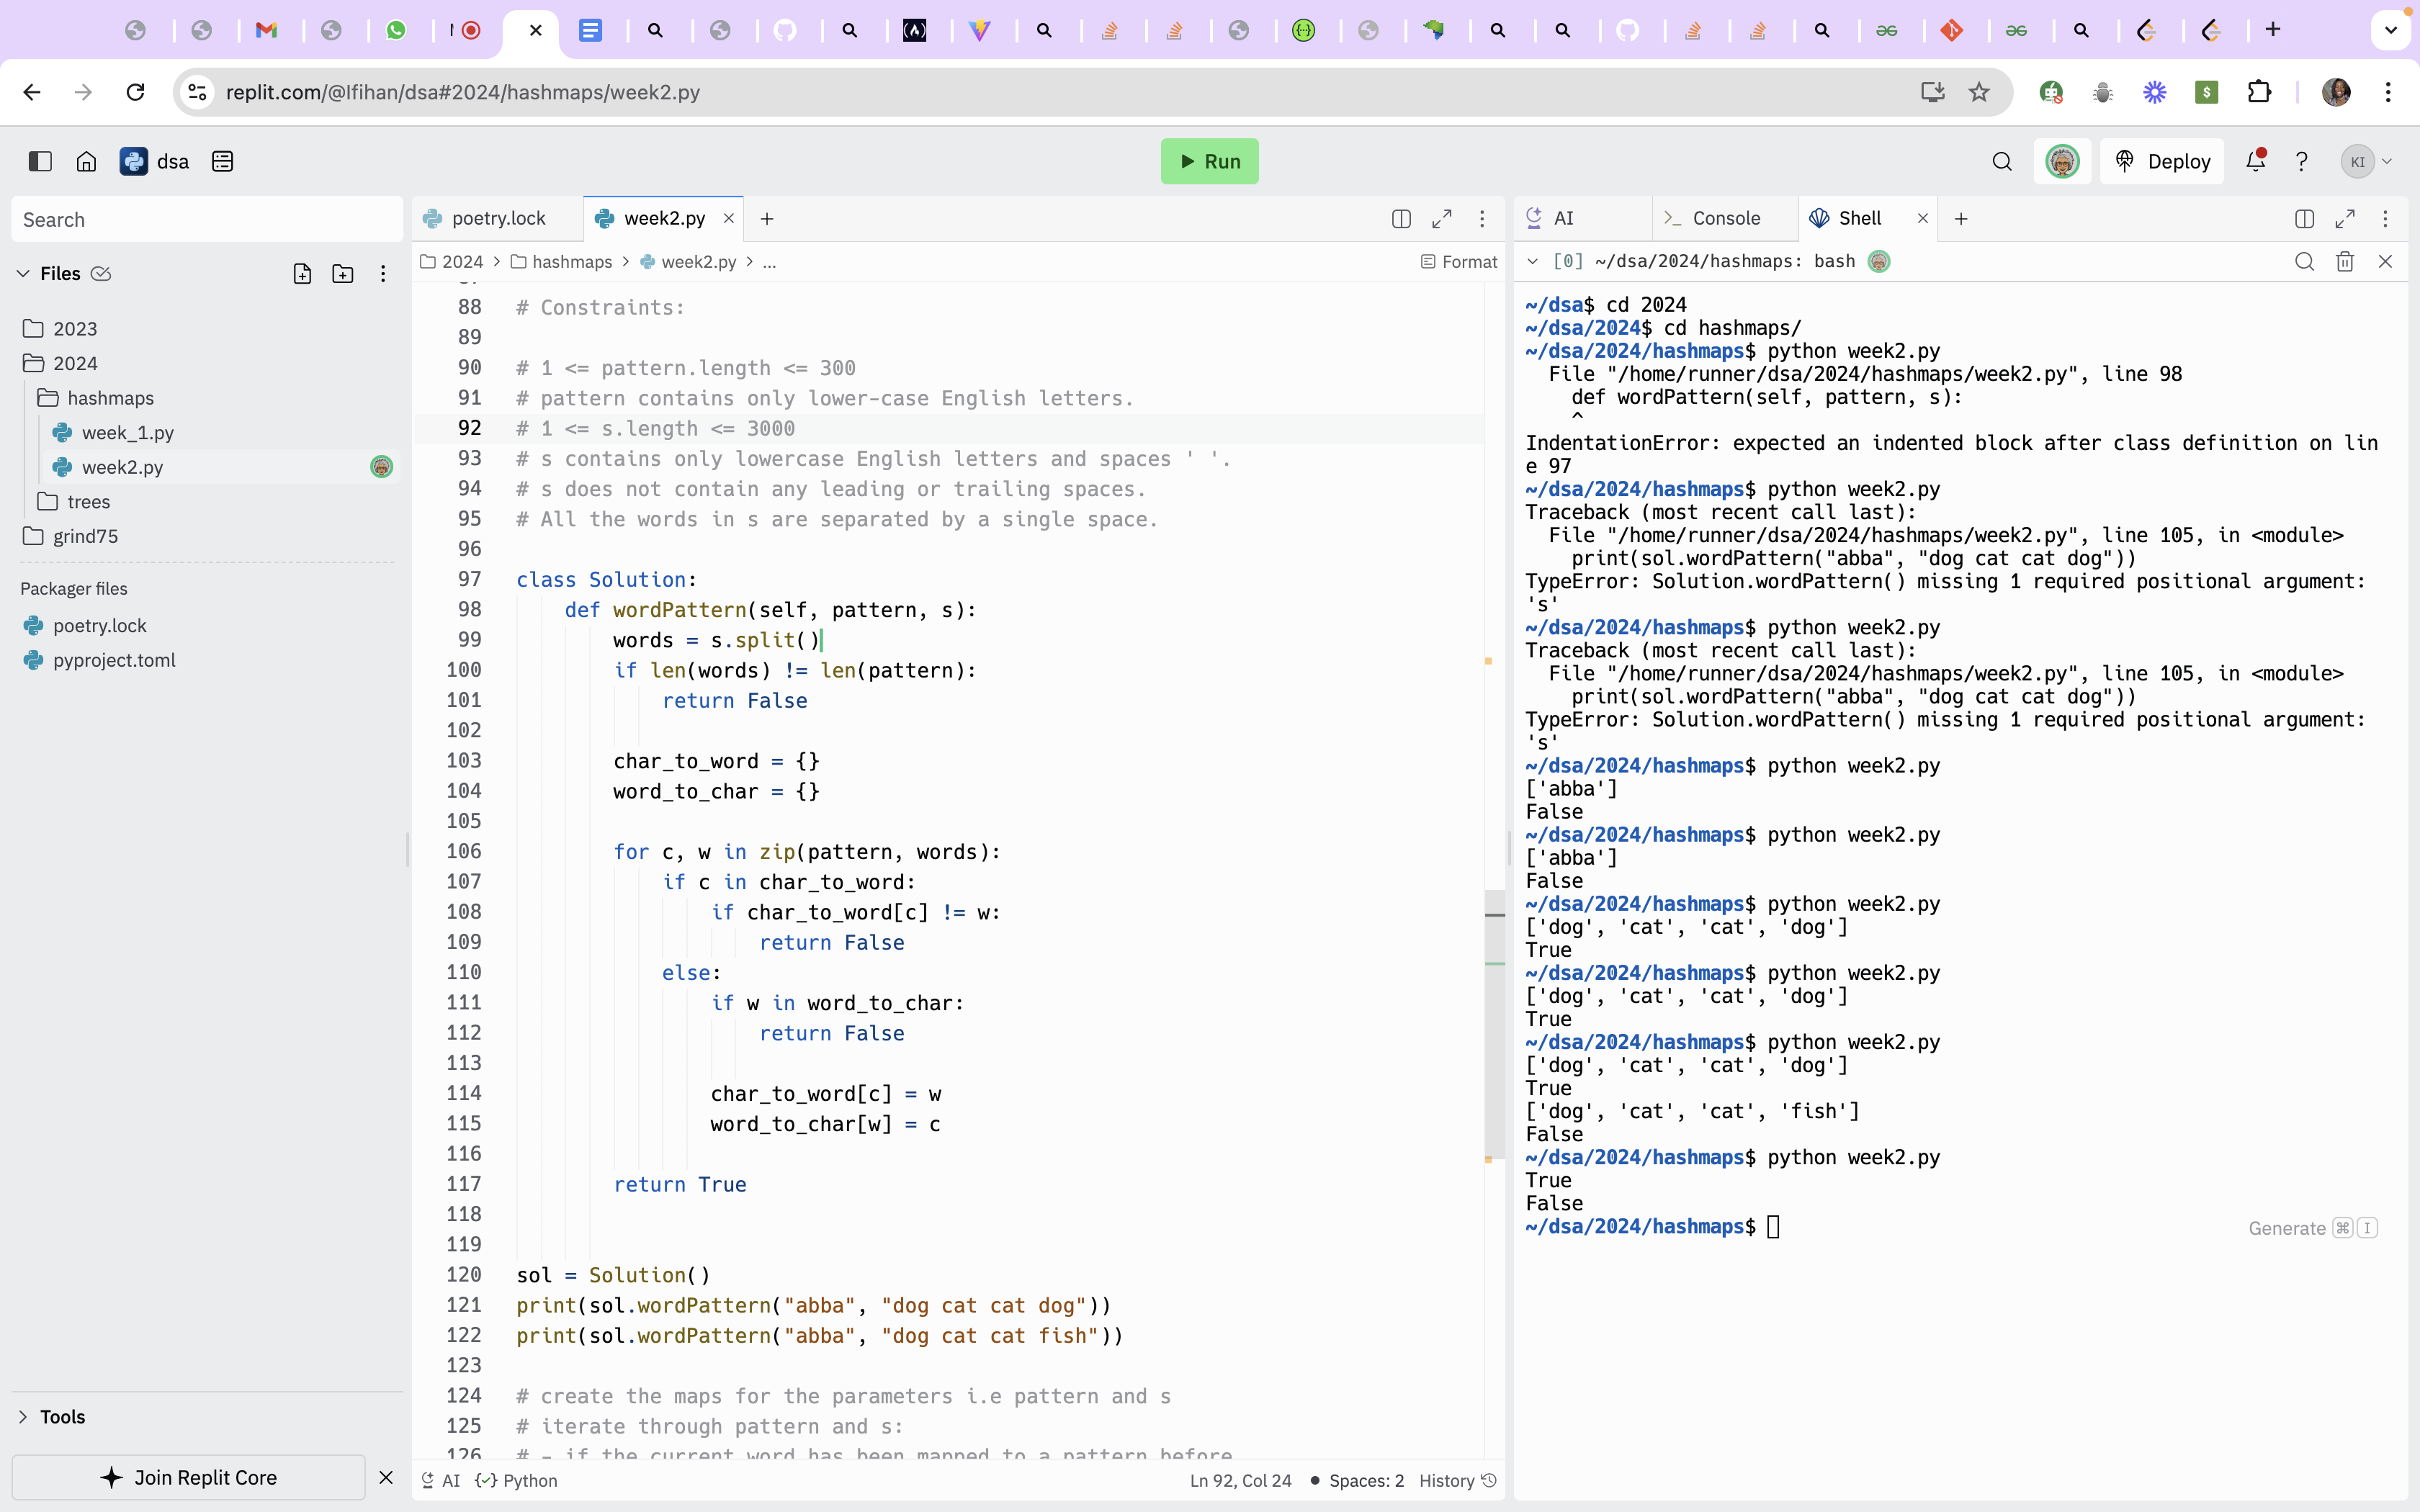 replit.com/@Ifihan/dsa#2024/hashmaps/week2.py
dsa
Run
Deploy
KI
Search
Files
2023
2024
hashmaps
week_1.py
week2.py
trees
grind75
Packager files
poetry.lock
pyproject.toml
Tools
Join Replit Core
poetry.lock
week2.py
2024 > hashmaps > week2.py > ...
Format
88 # Constraints:
89
90 # 1 <= pattern.length <= 300
91 # pattern contains only lower-case English letters.
92 # 1 <= s.length <= 3000
93 # s contains only lowercase English letters and spaces ' '.
94 # s does not contain any leading or trailing spaces.
95 # All the words in s are separated by a single space.
96
97 class Solution:
98 def wordPattern(self, pattern, s):
99 words = s.split()
100 if len(words) != len(pattern):
101 return False
102
103 char_to_word = {}
104 word_to_char = {}
105
106 for c, w in zip(pattern, words):
107 if c in char_to_word:
108 if char_to_word[c] != w:
109 return False
110 else:
111 if w in word_to_char:
112 return False
113
114 char_to_word[c] = w
115 word_to_char[w] = c
116
117 return True
118
119
120 sol = Solution()
121 print(sol.wordPattern("abba", "dog cat cat dog"))
122 print(sol.wordPattern("abba", "dog cat cat fish"))
123
124 # create the maps for the parameters i.e pattern and s
125 # iterate through pattern and s:
126 # - if the current word has been mapped to a pattern before
AI
Python
Ln 92, Col 24
Spaces: 2
History
AI
Console
Shell
[0] ~/dsa/2024/hashmaps: bash
~/dsa$ cd 2024
~/dsa/2024$ cd hashmaps/
~/dsa/2024/hashmaps$ python week2.py
File "/home/runner/dsa/2024/hashmaps/week2.py", line 98
def wordPattern(self, pattern, s):
^
IndentationError: expected an indented block after class definition on lin
e 97
~/dsa/2024/hashmaps$ python week2.py
Traceback (most recent call last):
File "/home/runner/dsa/2024/hashmaps/week2.py", line 105, in <module>
print(sol.wordPattern("abba", "dog cat cat dog"))
TypeError: Solution.wordPattern() missing 1 required positional argument:
's'
~/dsa/2024/hashmaps$ python week2.py
Traceback (most recent call last):
File "/home/runner/dsa/2024/hashmaps/week2.py", line 105, in <module>
print(sol.wordPattern("abba", "dog cat cat dog"))
TypeError: Solution.wordPattern() missing 1 required positional argument:
's'
~/dsa/2024/hashmaps$ python week2.py
['abba']
False
~/dsa/2024/hashmaps$ python week2.py
['abba']
False
~/dsa/2024/hashmaps$ python week2.py
['dog', 'cat', 'cat', 'dog']
True
~/dsa/2024/hashmaps$ python week2.py
['dog', 'cat', 'cat', 'dog']
True
~/dsa/2024/hashmaps$ python week2.py
['dog', 'cat', 'cat', 'dog']
True
['dog', 'cat', 'cat', 'fish']
False
~/dsa/2024/hashmaps$ python week2.py
True
False
~/dsa/2024/hashmaps$
Generate ⌘ I